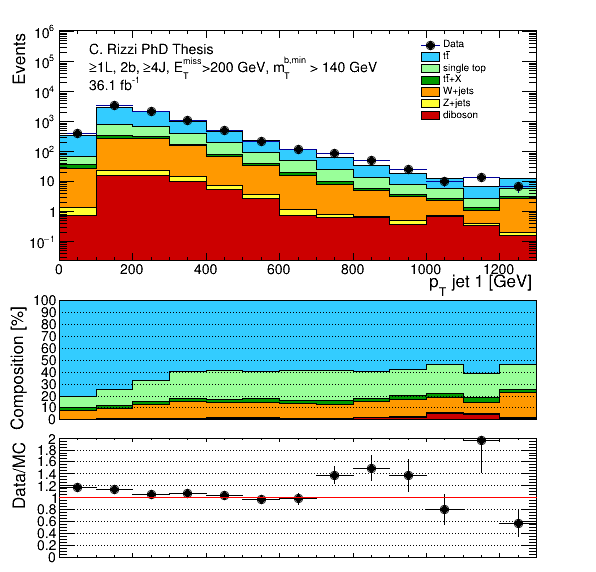 10^6
10^5
10^4
10^3
10^2
10
1
10^−1
Events
C. Rizzi PhD Thesis
≥1L, 2b, ≥4J, E_T^miss>200 GeV, m_T^b,min > 140 GeV
36.1 fb^-1
Data
tt̄
single top
tt̄+X
W+jets
Z+jets
diboson
0 200 400 600 800 1000 1200
p_T jet 1 [GeV]
Composition [%]
100
90
80
70
60
50
40
30
20
10
0
Data/MC
2
1.8
1.6
1.4
1.2
1
0.8
0.6
0.4
0.2
0